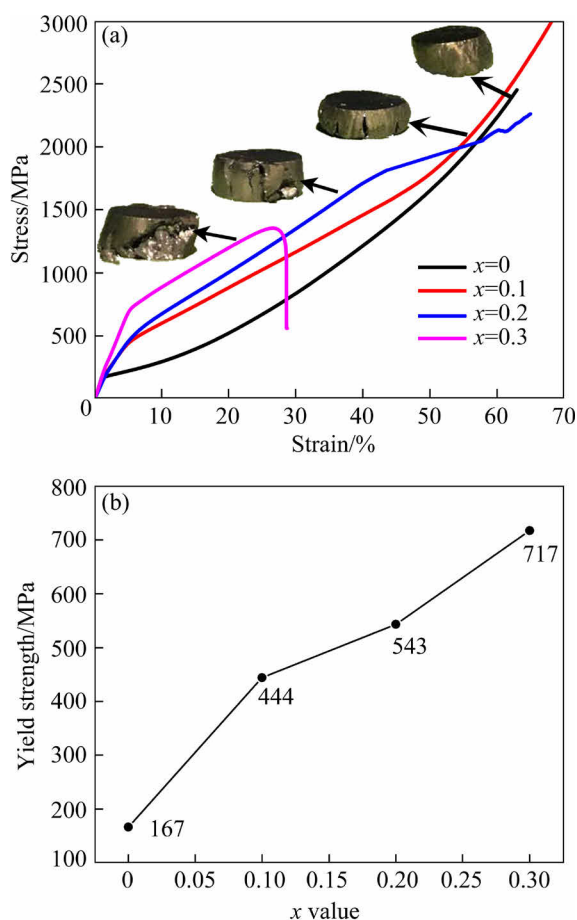 (a)
3000
2500
2000
1500
1000
500
0
Stress/MPa
x=0
x=0.1
x=0.2
x=0.3
10 20 30 40 50 60 70
Strain/%
(b)
800
700
600
500
400
300
200
100
Yield strength/MPa
717
543
444
167
0 0.05 0.10 0.15 0.20 0.25 0.30
x value